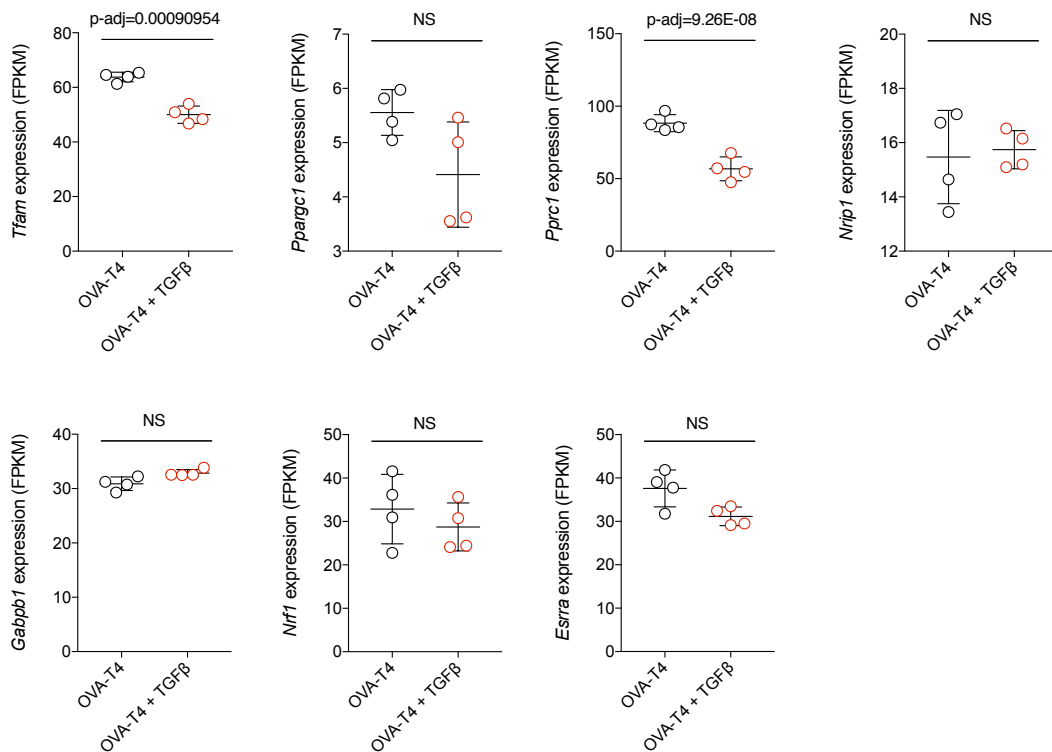 p-adj=0.00090954
Tfam expression (FPKM)
80
60
40
20
0
OVA-T4
OVA-T4 + TGFβ
NS
Ppargc1 expression (FPKM)
7
6
5
4
3
OVA-T4
OVA-T4 + TGFβ
p-adj=9.26E-08
Pprc1 expression (FPKM)
150
100
50
0
OVA-T4
OVA-T4 + TGFβ
NS
Nrip1 expression (FPKM)
20
18
16
14
12
OVA-T4
OVA-T4 + TGFβ
NS
Gabpb1 expression (FPKM)
40
30
20
10
0
OVA-T4
OVA-T4 + TGFβ
NS
Nrf1 expression (FPKM)
50
40
30
20
10
0
OVA-T4
OVA-T4 + TGFβ
NS
Esrra expression (FPKM)
50
40
30
20
10
0
OVA-T4
OVA-T4 + TGFβ